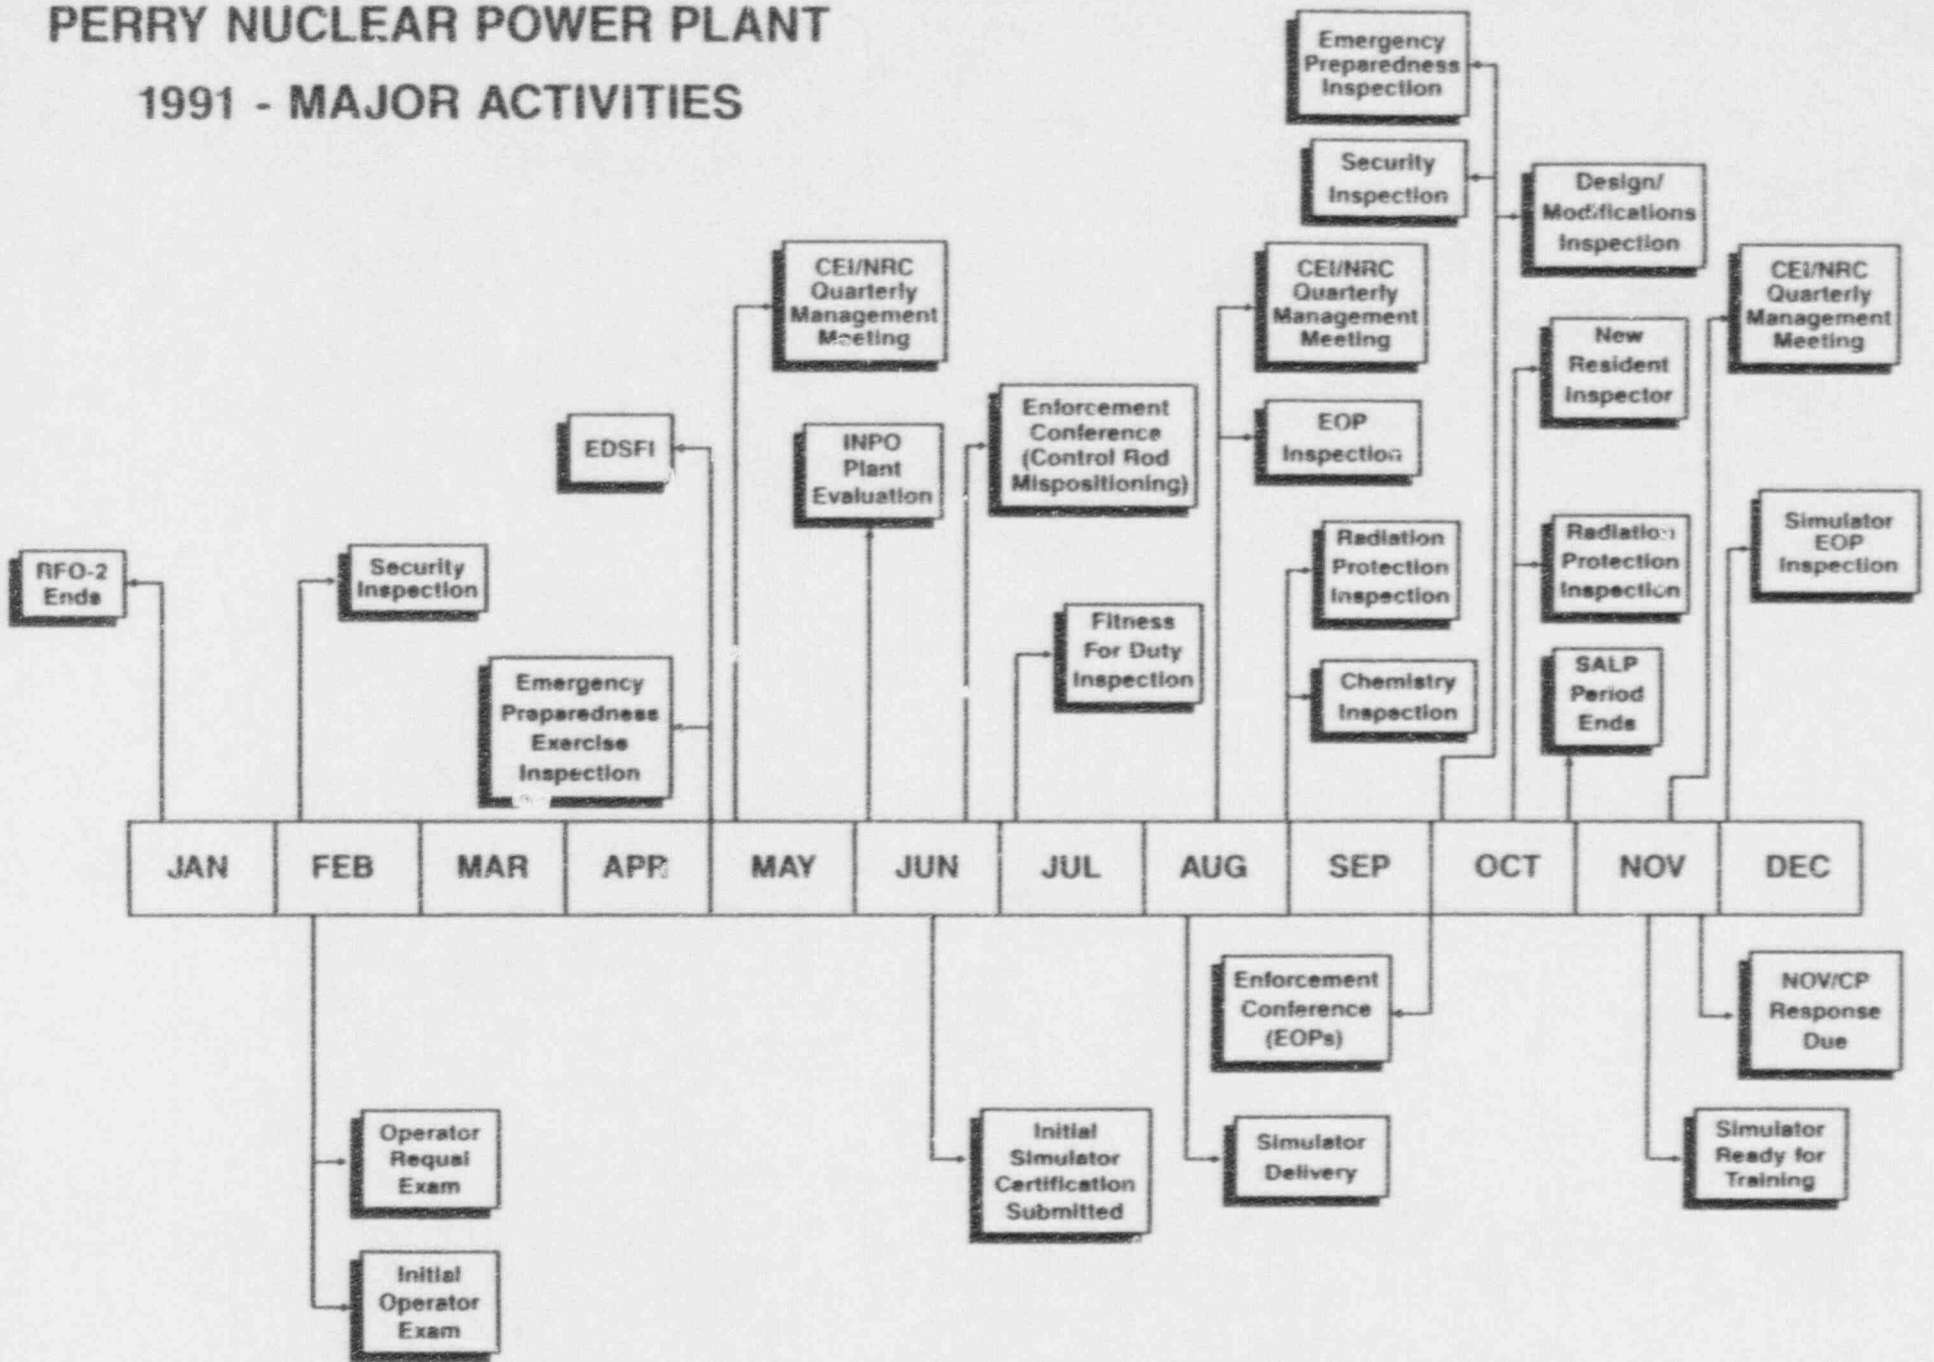 PERRY NUCLEAR POWER PLANT
1991 - MAJOR ACTIVITIES
Emergency
Preparedness
Inspection
Security
Inspection
Design/
Modifications
Inspection
CEI/NRC
Quarterly
Management
Meeting
CEI/NRC
Quarterly
Management
Meeting
CEI/NRC
Quarterly
Management
Meeting
New
Resident
Inspector
EDSFI
INPO
Plant
Evaluation
Enforcement
Conference
(Control Rod
Mispositioning)
EOP
Inspection
RFO-2
Ends
Security
Inspection
Radiation
Protection
Inspection
Radiation
Protection
Inspection
Simulator
EOP
Inspection
Emergency
Preparedness
Exercise
Inspection
Fitness
For Duty
Inspection
Chemistry
Inspection
SALP
Period
Ends
JAN FEB MAR APR MAY JUN JUL AUG SEP OCT NOV DEC
Enforcement
Conference
(EOPs)
NOV/CP
Response
Due
Operator
Requal
Exam
Initial
Simulator
Certification
Submitted
Simulator
Delivery
Simulator
Ready for
Training
Initial
Operator
Exam